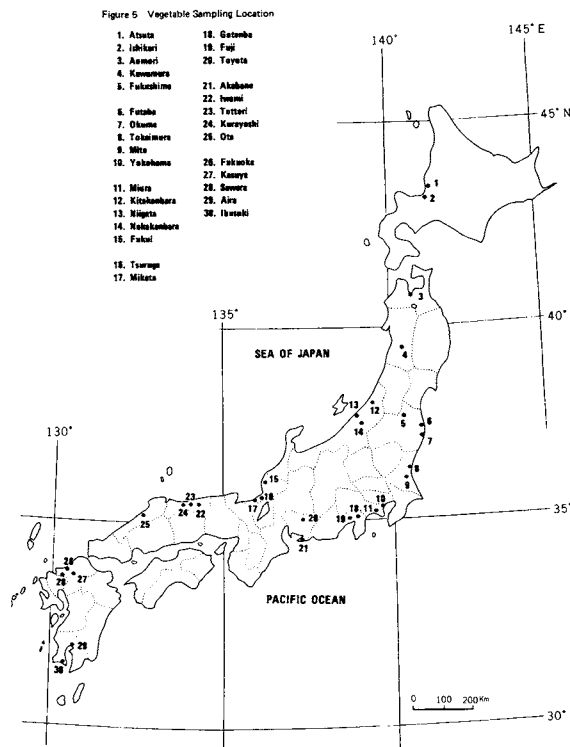 Figure 5 Vegetable Sampling Location
1. Atsuta
2. Ishikari
3. Aomori
4. Kawamura
5. Fukushima
6. Futaba
7. Okuma
8. Tokaimura
9. Mito
10. Yokohama
11. Miura
12. Kitakanbara
13. Niigata
14. Nakakanbara
15. Fukui
16. Tsuruga
17. Mikata
18. Gotenba
19. Fuji
20. Toyota
21. Akabane
22. Iwami
23. Tottori
24. Kurayoshi
25. Ota
26. Fukuoka
27. Kasuya
28. Sawara
29. Aira
30. Ibusuki
140° 145° E
45° N
1
2
3
135° 40°
SEA OF JAPAN
4
13 12
14 5 6
7
130° 15 8
23 17 16 9
24 22 20 19 18 11 10 35°
25 21
26
28 27
PACIFIC OCEAN
29
30
0 100 200 Km
30°